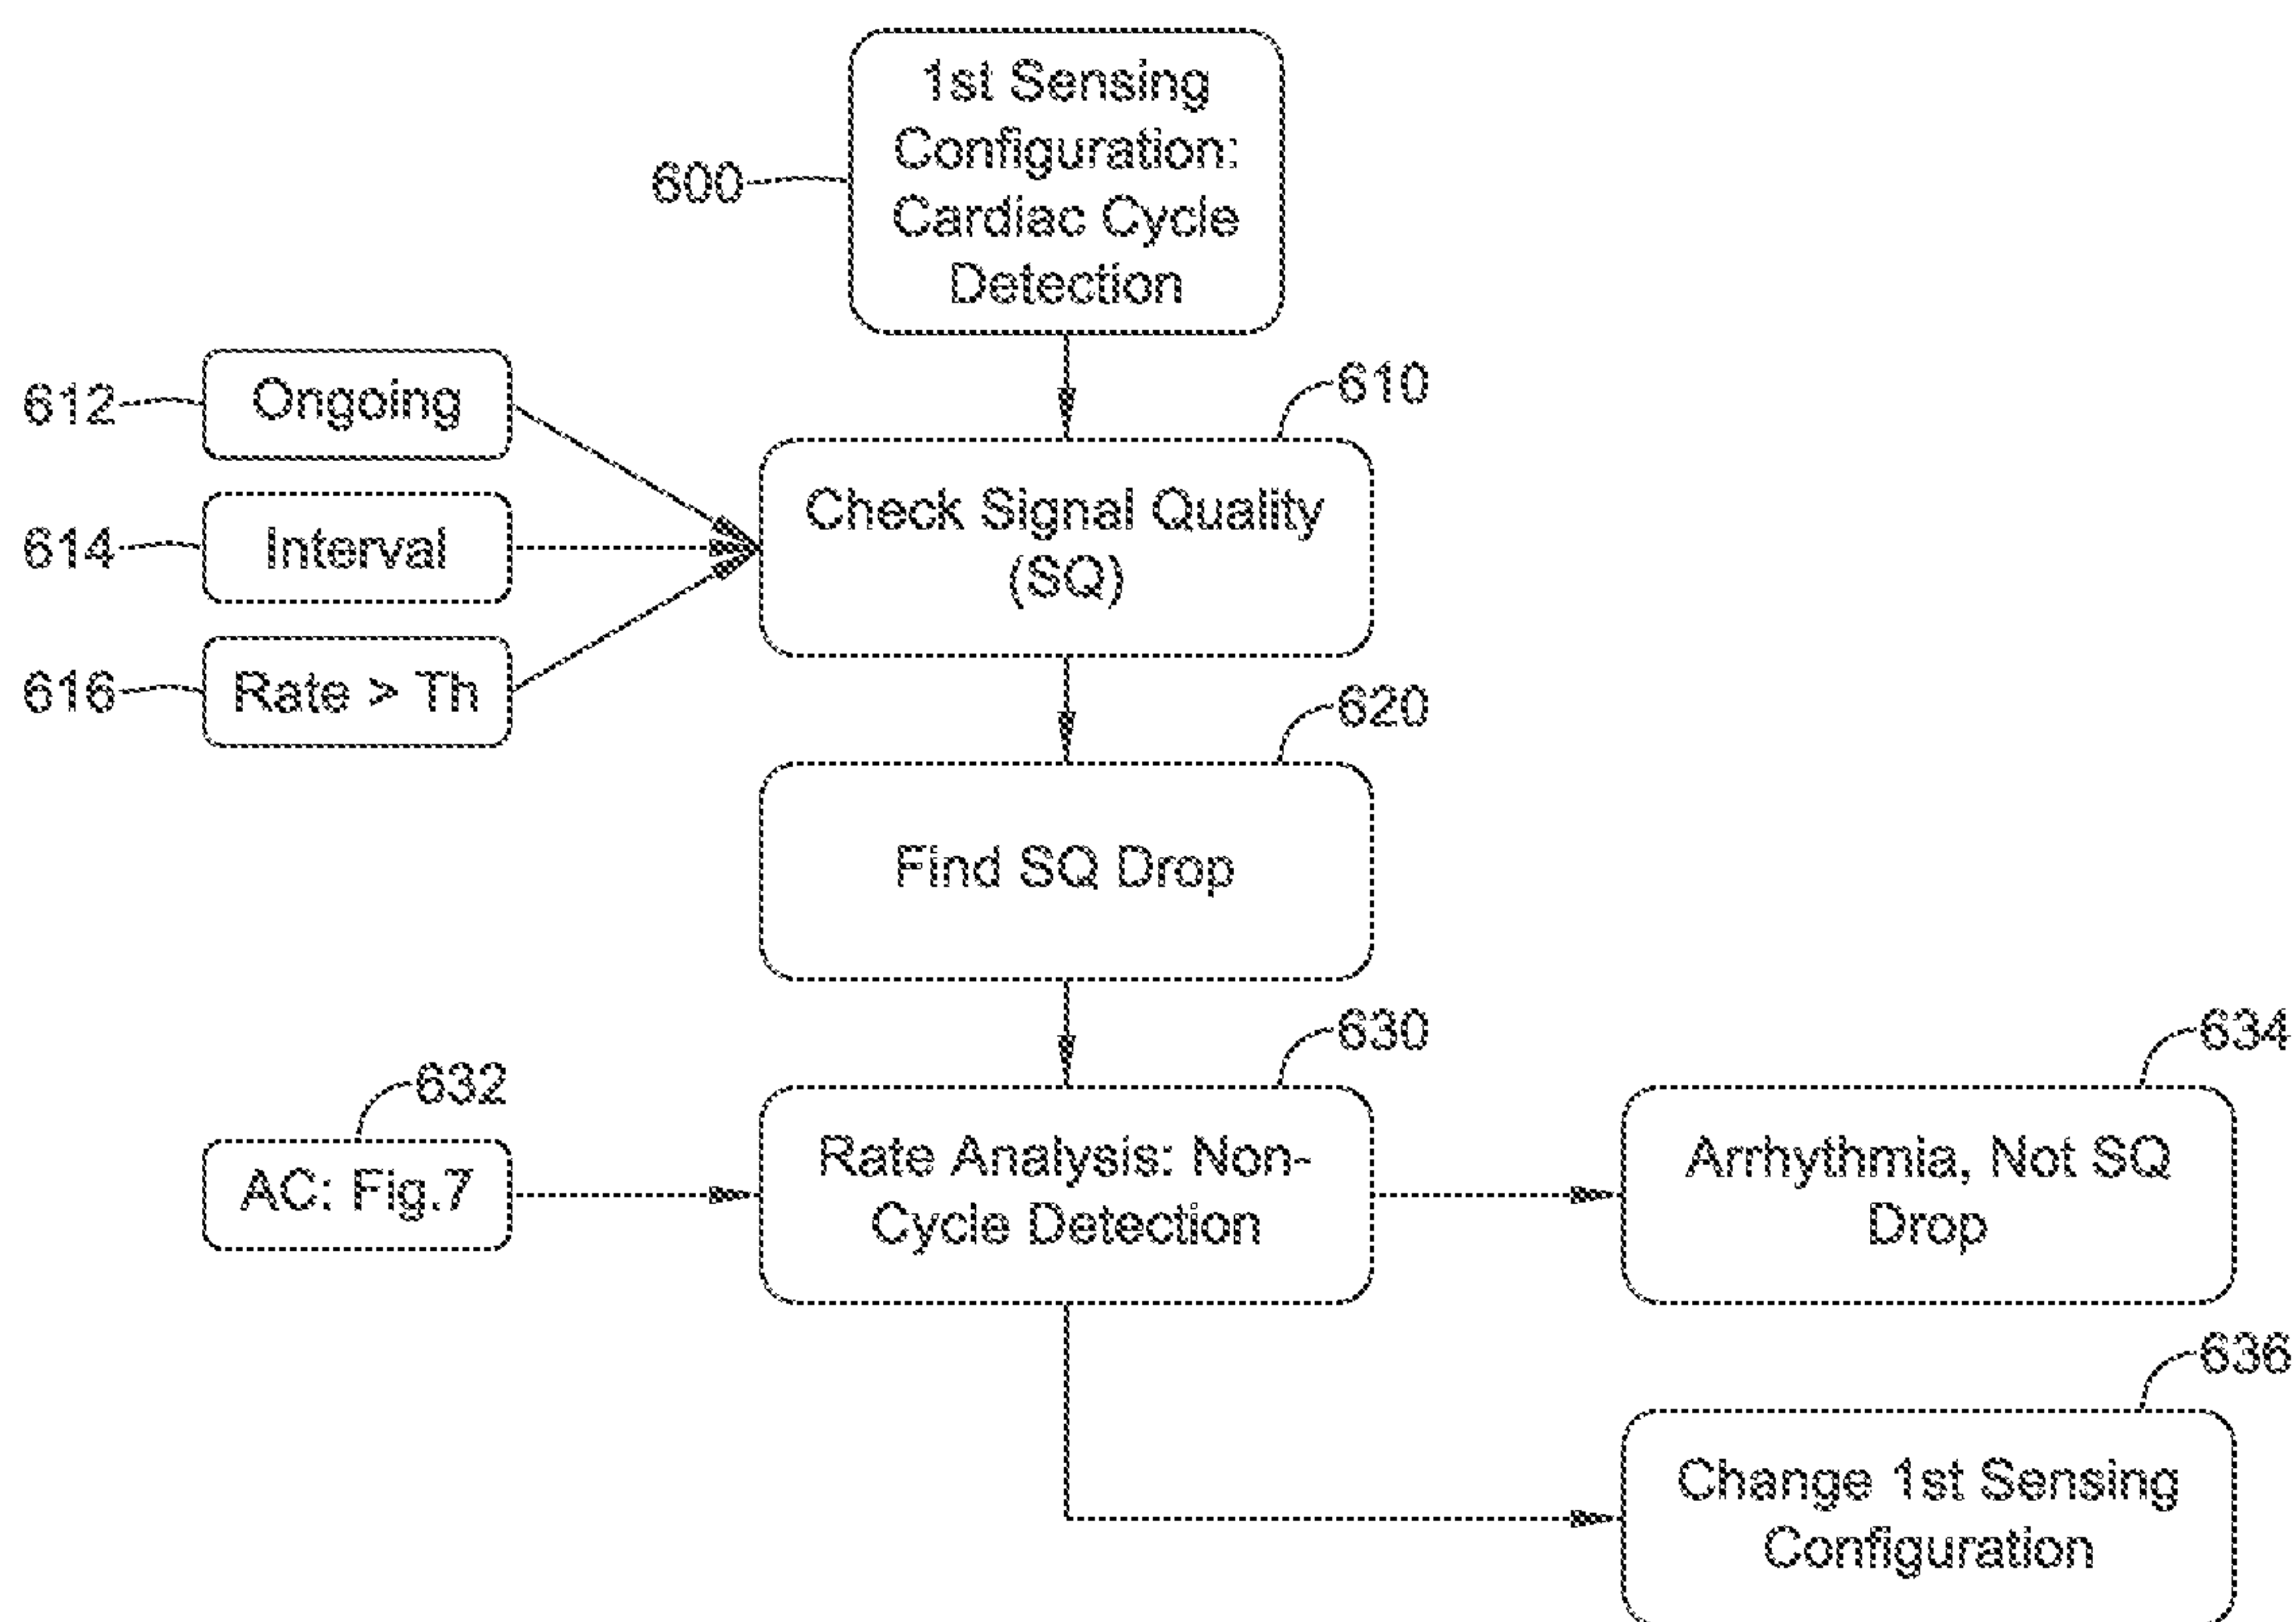 1st Sensing
Configuration:
Cardiac Cycle
Detection
600
612
Ongoing
610
614
Interval
Check Signal Quality
(SQ)
616
Rate > Th
620
Find SQ Drop
630
634
632
AC: Fig.7
Rate Analysis: Non-
Cycle Detection
Arrhythmia, Not SQ
Drop
636
Change 1st Sensing
Configuration